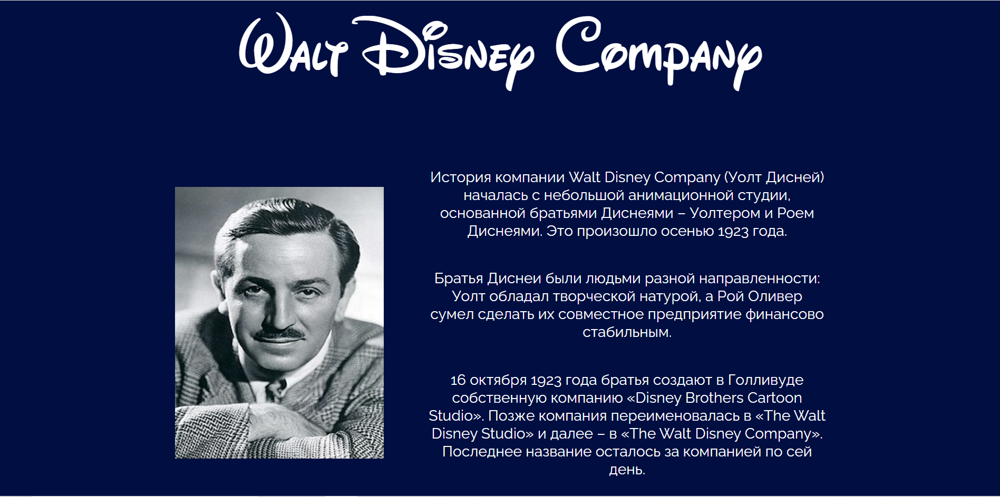 Walt Disney Company
История компании Walt Disney Company (Уолт Дисней)
началась с небольшой анимационной студии,
основанной братьями Диснеями – Уолтером и Роем
Диснеями. Это произошло осенью 1923 года.
Братья Диснеи были людьми разной направленности:
Уолт обладал творческой натурой, а Рой Оливер
сумел сделать их совместное предприятие финансово
стабильным.
16 октября 1923 года братья создают в Голливуде
собственную компанию «Disney Brothers Cartoon
Studio». Позже компания переименовалась в «The Walt
Disney Studio» и далее – в «The Walt Disney Company».
Последнее название осталось за компанией по сей
день.